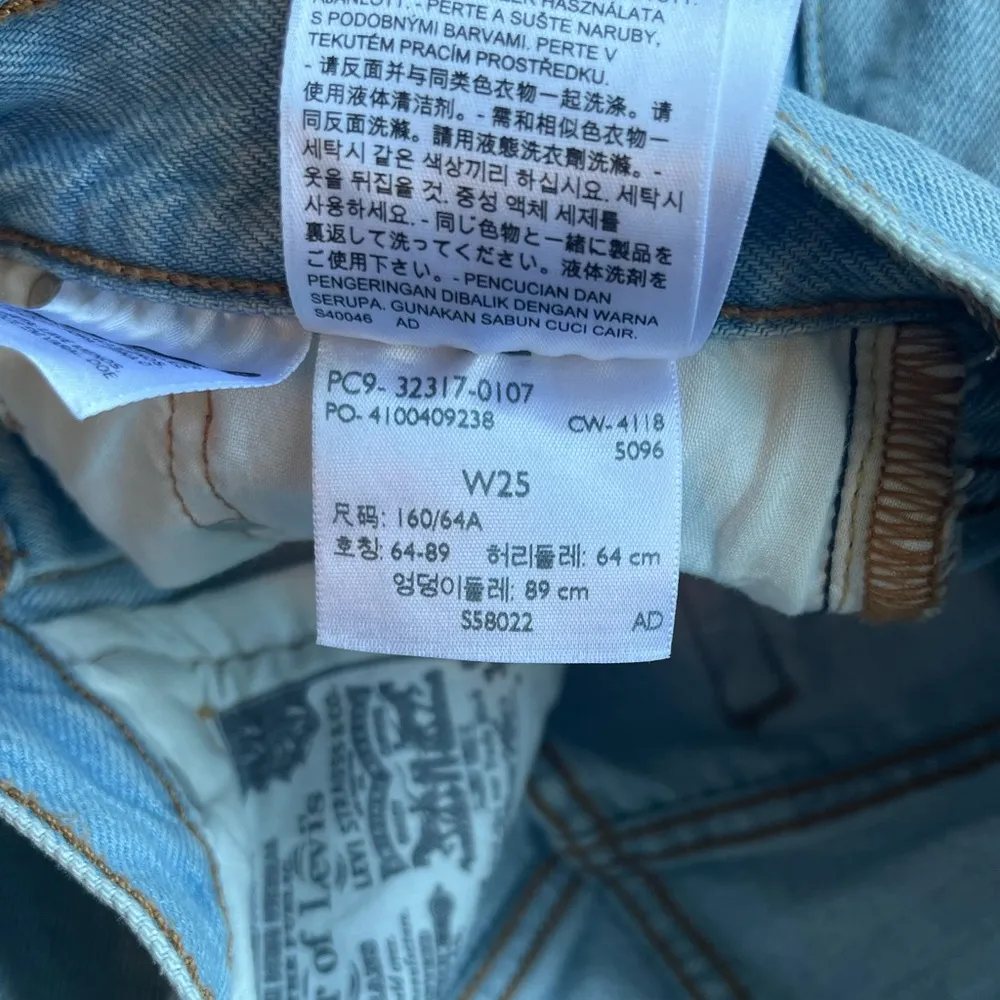 HASZNÁLATA
- PERTE A SUŠTE NARUBY,
S PODOBNÝMI BARVAMI. PERTE V
TEKUTÉM PRACÍM PROSTŘEDKU.
- 请反面并与同类色衣物一起洗涤。请
使用液体清洁剂。- 需和相似色衣物一
同反面洗滌。請用液態洗衣劑洗滌。-
세탁시 같은 색상끼리 하십시요. 세탁시
옷을 뒤집을 것. 중성 액체 세제를
사용하세요. - 同じ色物と一緒に製品を
裏返して洗ってください。液体洗剤を
ご使用下さい。- PENCUCIAN DAN
PENGERINGAN DIBALIK DENGAN WARNA
SERUPA. GUNAKAN SABUN CUCI CAIR.
S40046 AD
PC9- 32317-0107
PO- 4100409238 CW- 4118
5096
W25
尺码: 160/64A
호칭: 64-89 허리둘레: 64 cm
엉덩이둘레: 89 cm
S58022 AD
of Levi's